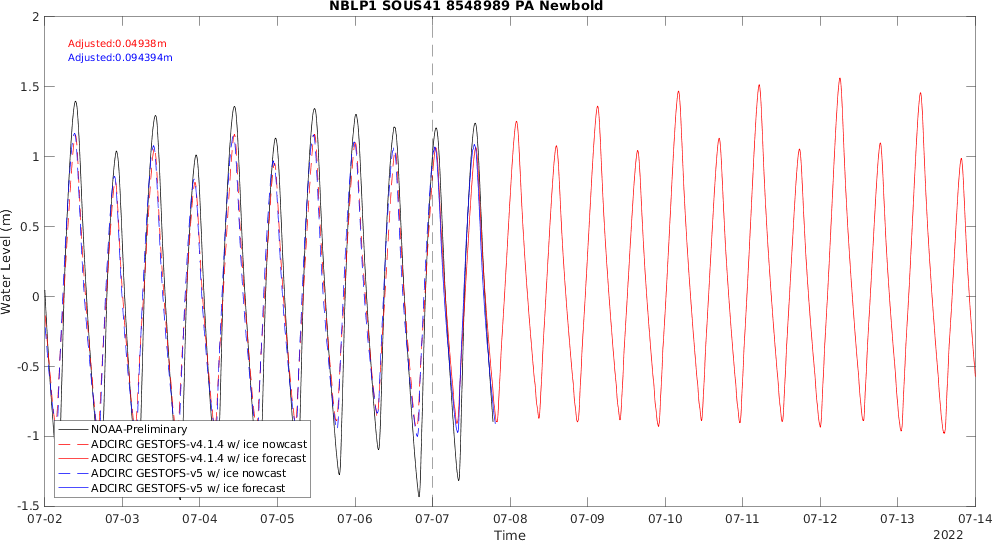 NBLP1 SOUS41 8548989 PA Newbold
Adjusted:0.04938m
Adjusted:0.094394m
2
1.5
1
0.5
0
-0.5
-1
-1.5
Water Level (m)
NOAA-Preliminary
ADCIRC GESTOFS-v4.1.4 w/ ice nowcast
ADCIRC GESTOFS-v4.1.4 w/ ice forecast
ADCIRC GESTOFS-v5 w/ ice nowcast
ADCIRC GESTOFS-v5 w/ ice forecast
07-02 07-03 07-04 07-05 07-06 07-07 07-08 07-09 07-10 07-11 07-12 07-13 07-14
Time
2022